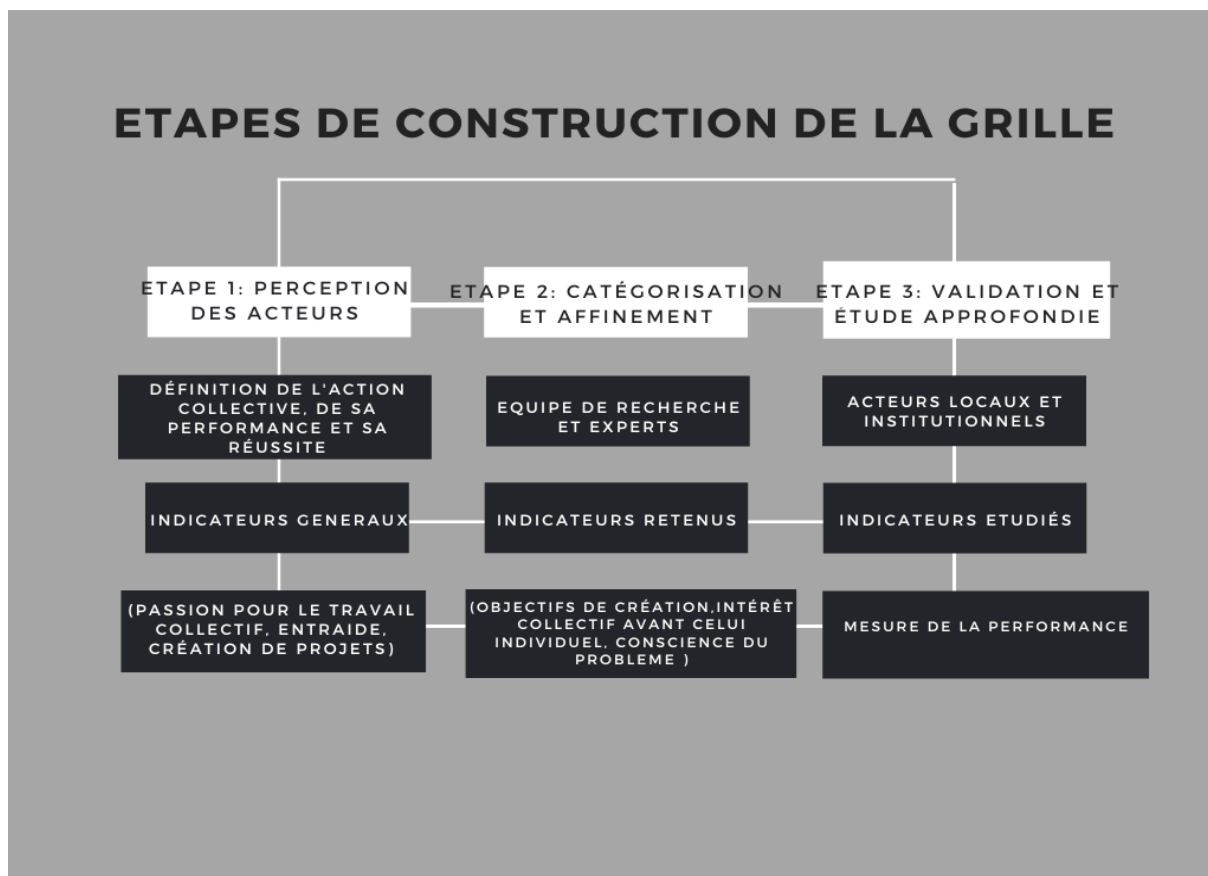 ETAPES DE CONSTRUCTION DE LA GRILLE
ETAPE 1: PERCEPTION
DES ACTEURS
ETAPE 2: CATÉGORISATION
ET AFFINEMENT
ETAPE 3: VALIDATION ET
ÉTUDE APPROFONDIE
DÉFINITION DE L'ACTION
COLLECTIVE, DE SA
PERFORMANCE ET SA
RÉUSSITE
EQUIPE DE RECHERCHE
ET EXPERTS
ACTEURS LOCAUX ET
INSTITUTIONNELS
INDICATEURS GENERAUX
INDICATEURS RETENUS
INDICATEURS ETUDIÉS
(PASSION POUR LE TRAVAIL
COLLECTIF, ENTRAIDE,
CRÉATION DE PROJETS)
(OBJECTIFS DE CRÉATION,INTÉRÊT
COLLECTIF AVANT CELUI
INDIVIDUEL, CONSCIENCE DU
PROBLEME )
MESURE DE LA PERFORMANCE